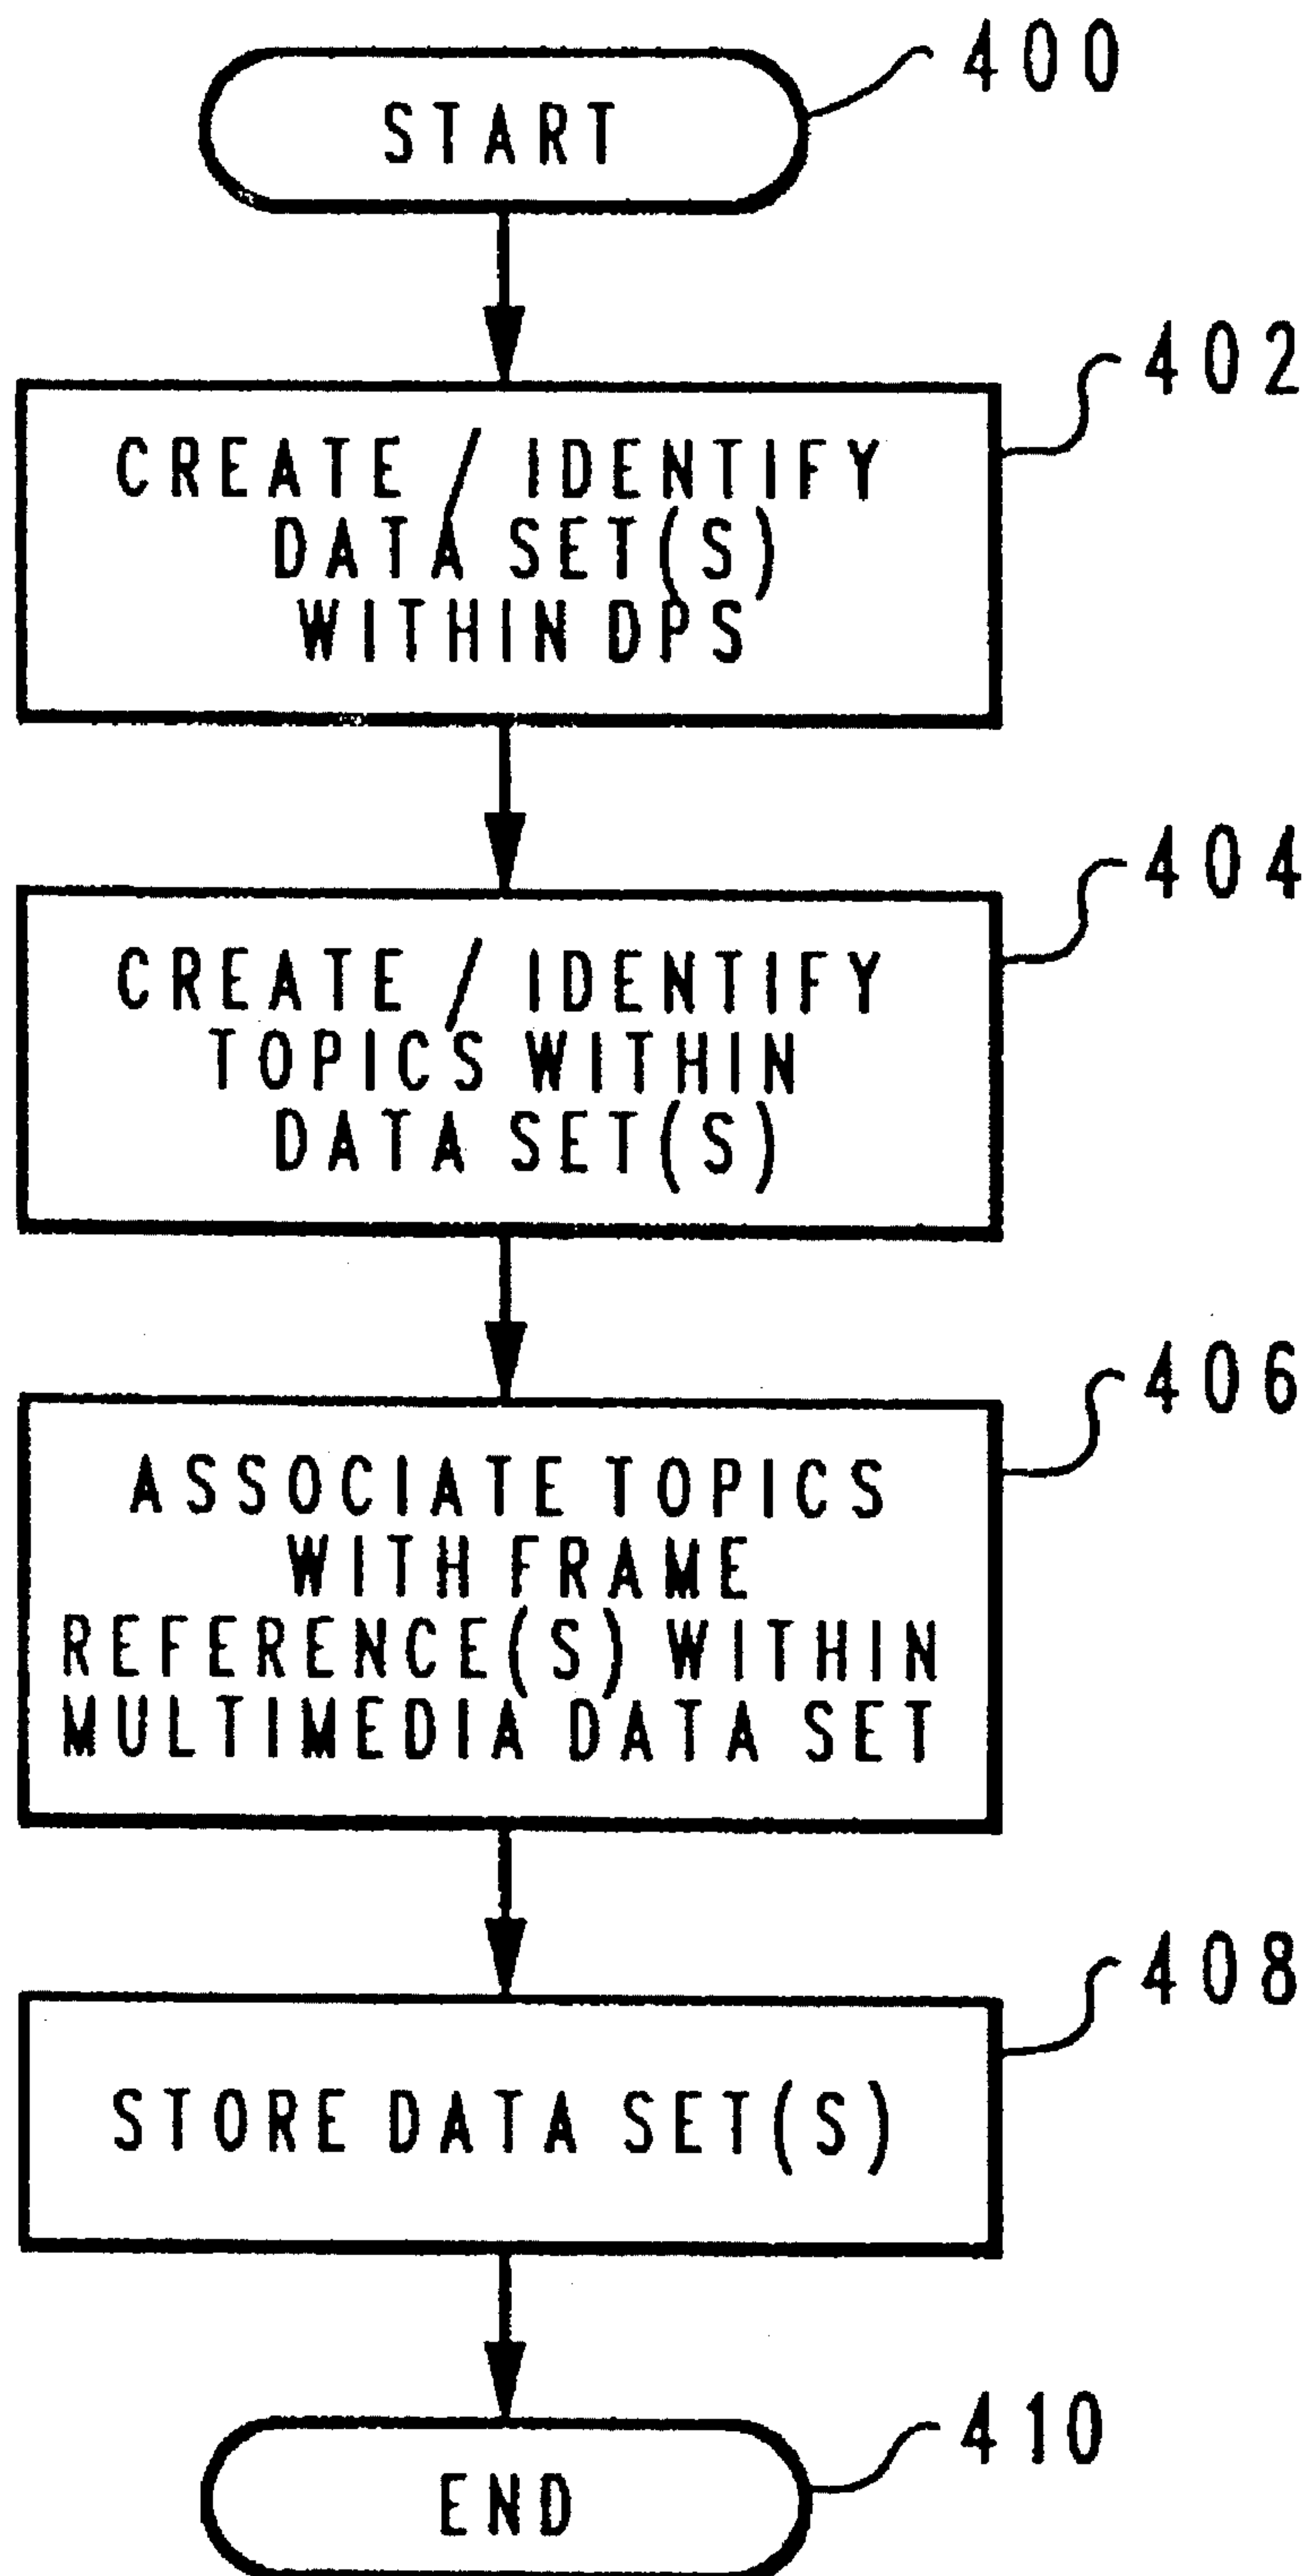 400
START
402
CREATE / IDENTIFY
DATA SET(S)
WITHIN DPS
404
CREATE / IDENTIFY
TOPICS WITHIN
DATA SET(S)
406
ASSOCIATE TOPICS
WITH FRAME
REFERENCE(S) WITHIN
MULTIMEDIA DATA SET
408
STORE DATA SET(S)
410
END